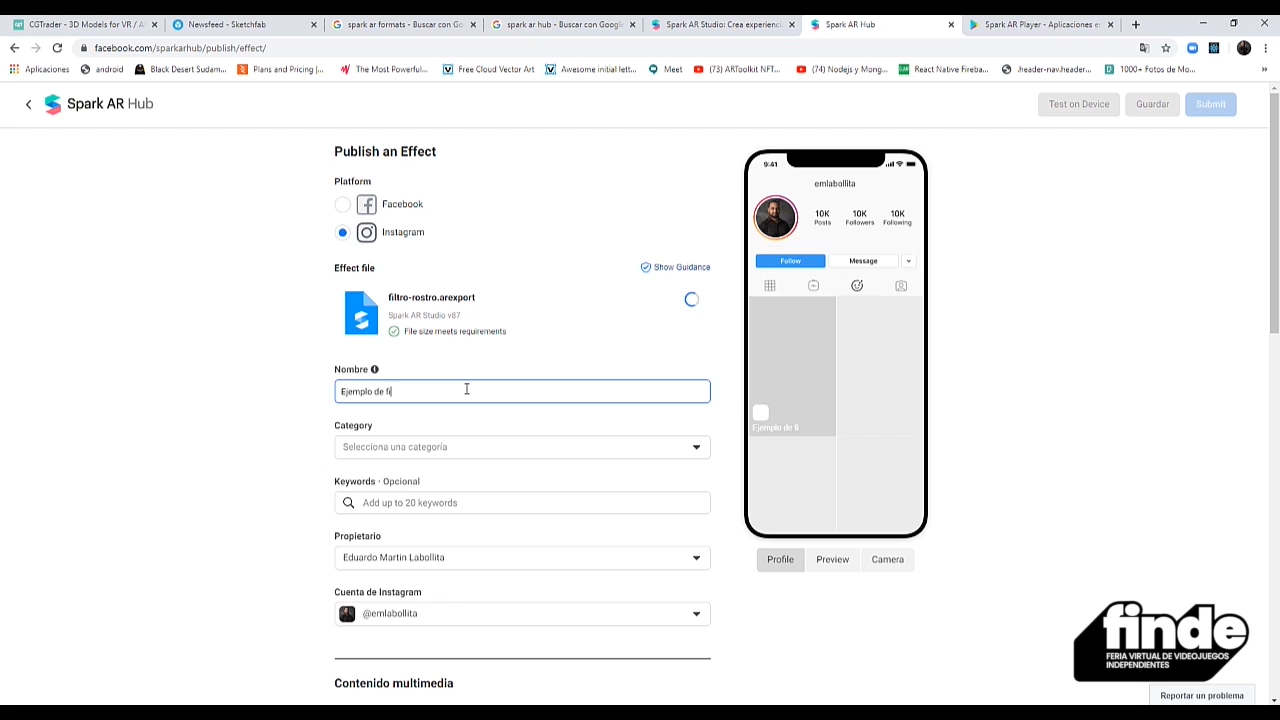 CGTrader - 3D Models for VR / A
Newsfeed - Sketchfab
spark ar formats - Buscar con Go
spark ar hub - Buscar con Google
Spark AR Studio: Crea experienci
Spark AR Hub
Spark AR Player - Aplicaciones e
facebook.com/sparkarhub/publish/effect/
Aplicaciones
android
Black Desert Sudam...
Plans and Pricing |...
The Most Powerful...
Free Cloud Vector Art
Awesome initial lett...
Meet
(73) ARToolkit NFT...
(74) Nodejs y Mong...
React Native Fireba...
.header-nav.header...
1000+ Fotos de Mo...
»
Spark AR Hub
Test on Device
Guardar
Submit
Publish an Effect
Platform
Facebook
Instagram
Effect file
Show Guidance
filtro-rostro.arexport
Spark AR Studio v87
File size meets requirements
Nombre
Ejemplo de fi
Category
Selecciona una categoría
Keywords · Opcional
Add up to 20 keywords
Propietario
Eduardo Martin Labollita
Cuenta de Instagram
@emlabollita
Contenido multimedia
9:41
emlabollita
10K
Posts
10K
Followers
10K
Following
Follow
Message
Ejemplo de fi
Profile
Preview
Camera
finde
FERIA VIRTUAL DE VIDEOJUEGOS
INDEPENDIENTES
Reportar un problema